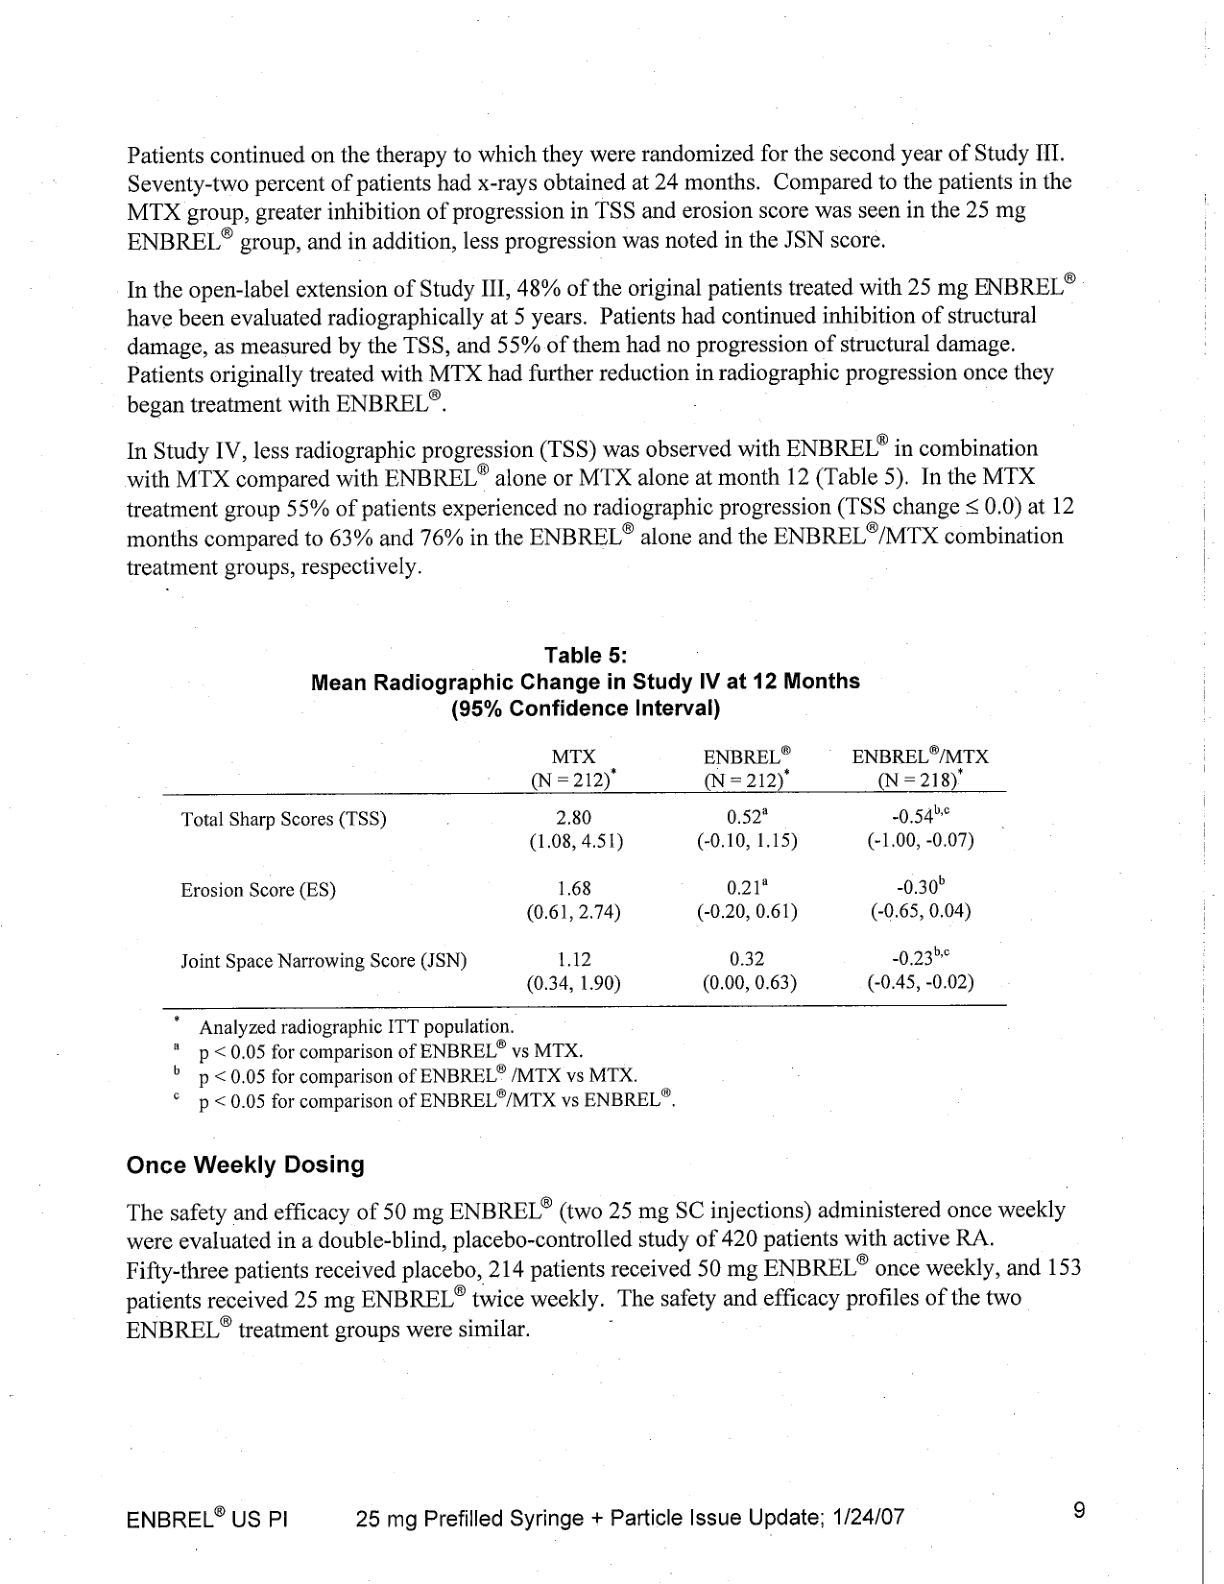 Patients continued on the therapy to which they were randomized for the second year of Study III.
Seventy-two percent of patients had x-rays obtained at 24 months. Compared to the patients in the
MTX group, greater inhibition of progression in TSS and erosion score was seen in the 25 mg
ENBREL® group, and in addition, less progression was noted in the JSN score.
In the open-label extension of Study III, 48% of the original patients treated with 25 mg ENBREL®
have been evaluated radiographically at 5 years. Patients had continued inhibition of structural
damage, as measured by the TSS, and 55% of them had no progression of structural damage.
Patients originally treated with MTX had further reduction in radiographic progression once they
began treatment with ENBREL®.
In Study IV, less radiographic progression (TSS) was observed with ENBREL® in combination
with MTX compared with ENBREL® alone or MTX alone at month 12 (Table 5). In the MTX
treatment group 55% of patients experienced no radiographic progression (TSS change ≤ 0.0) at 12
months compared to 63% and 76% in the ENBREL® alone and the ENBREL®/MTX combination
treatment groups, respectively.
Table 5:
Mean Radiographic Change in Study IV at 12 Months
(95% Confidence Interval)
MTX ENBREL® ENBREL®/MTX
(N = 212)* (N = 212)* (N = 218)*
Total Sharp Scores (TSS) 2.80 0.52a -0.54b,c
(1.08, 4.51) (-0.10, 1.15) (-1.00, -0.07)
Erosion Score (ES) 1.68 0.21a -0.30b
(0.61, 2.74) (-0.20, 0.61) (-0.65, 0.04)
Joint Space Narrowing Score (JSN) 1.12 0.32 -0.23b,c
(0.34, 1.90) (0.00, 0.63) (-0.45, -0.02)
* Analyzed radiographic ITT population.
a p < 0.05 for comparison of ENBREL® vs MTX.
b p < 0.05 for comparison of ENBREL® /MTX vs MTX.
c p < 0.05 for comparison of ENBREL®/MTX vs ENBREL®.
Once Weekly Dosing
The safety and efficacy of 50 mg ENBREL® (two 25 mg SC injections) administered once weekly
were evaluated in a double-blind, placebo-controlled study of 420 patients with active RA.
Fifty-three patients received placebo, 214 patients received 50 mg ENBREL® once weekly, and 153
patients received 25 mg ENBREL® twice weekly. The safety and efficacy profiles of the two
ENBREL® treatment groups were similar.
ENBREL® US PI 25 mg Prefilled Syringe + Particle Issue Update; 1/24/07 9